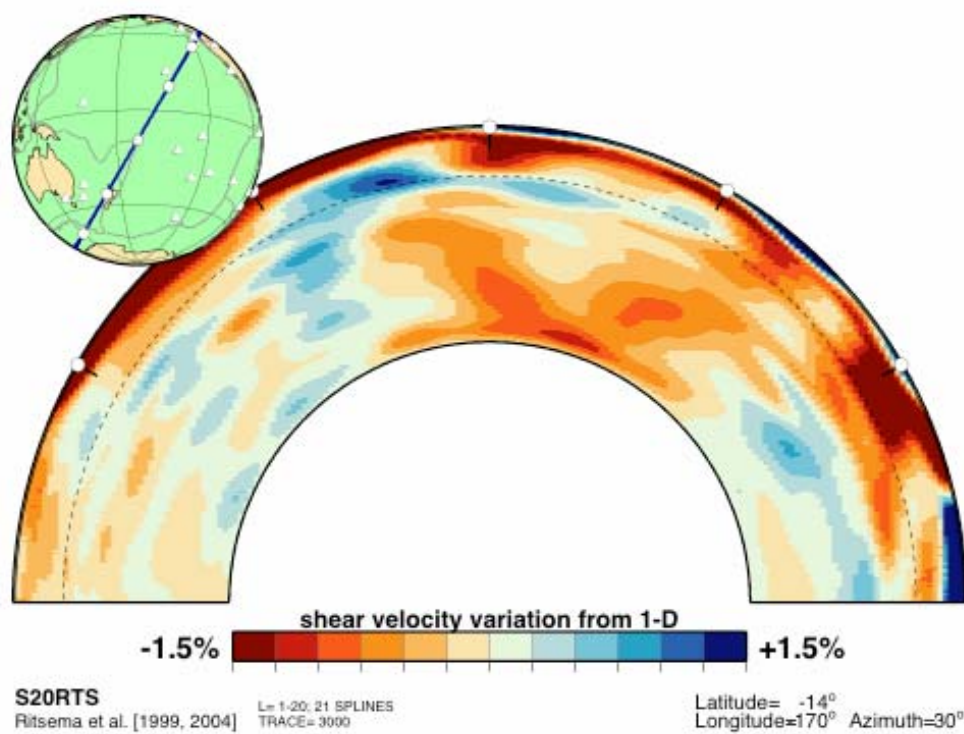 shear velocity variation from 1-D
-1.5% +1.5%
S20RTS
Ritsema et al. [1999, 2004]
L= 1-20; 21 SPLINES
TRACE= 3000
Latitude= -14°
Longitude=-170° Azimuth=30°